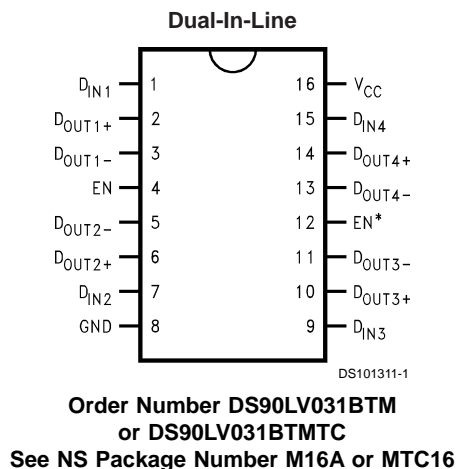 Dual-In-Line
DIN1 1 16 VCC
DOUT1+ 2 15 DIN4
DOUT1− 3 14 DOUT4+
EN 4 13 DOUT4−
DOUT2− 5 12 EN*
DOUT2+ 6 11 DOUT3−
DIN2 7 10 DOUT3+
GND 8 9 DIN3
DS101311-1
Order Number DS90LV031BTM
or DS90LV031BTMTC
See NS Package Number M16A or MTC16